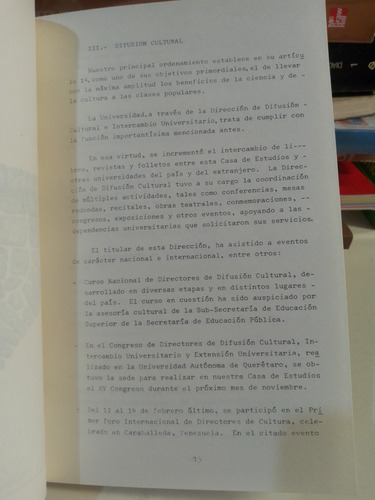 III.- DIFUSION CULTURAL
Nuestro principal ordenamiento establece en su artícu
lo 14, como uno de sus objetivos primordiales, el de llevar
con la máxima amplitud los beneficios de la ciencia y de-
la cultura a las clases populares.
La Universidad, a través de la Dirección de Difusión -
Cultural e Intercambio Universitario, trata de cumplir con
la función importantísima mencionada antes.
En esa virtud, se incrementó el intercambio de li--
bros, revistas y folletos entre esta Casa de Estudios y -
otras universidades del país y del extranjero. La Direc-
ción de Difusión Cultural tuvo a su cargo la coordinación
de múltiples actividades, tales como conferencias, mesas
redondas, recitales, obras teatrales, conmemoraciones, --
congresos, exposiciones y otros eventos, apoyando a las -
dependencias universitarias que solicitaron sus servicios.
El titular de esta Dirección, ha asistido a eventos
de carácter nacional e internacional, entre otros:
- Curso Nacional de Directores de Difusión Cultural, de-
sarrollado en diversas etapas y en distintos lugares -
del país. El curso en cuestión ha sido auspiciado por
la asesoría cultural de la Sub-Secretaría de Educación
Superior de la Secretaría de Educación Pública.
- En el Congreso de Directores de Difusión Cultural, In-
tercambio Universitario y Extensión Universitaria, rea
lizado en la Universidad Autónoma de Querétaro, se ob-
tuvo la sede para realizar en nuestra Casa de Estudios
el XV Congreso durante el próximo mes de noviembre.
- Del 12 al 14 de febrero último, se participó en el Pri
mer Foro Internacional de Directores de Cultura, cele-
brado en Caraballeda, Venezuela. En el citado evento